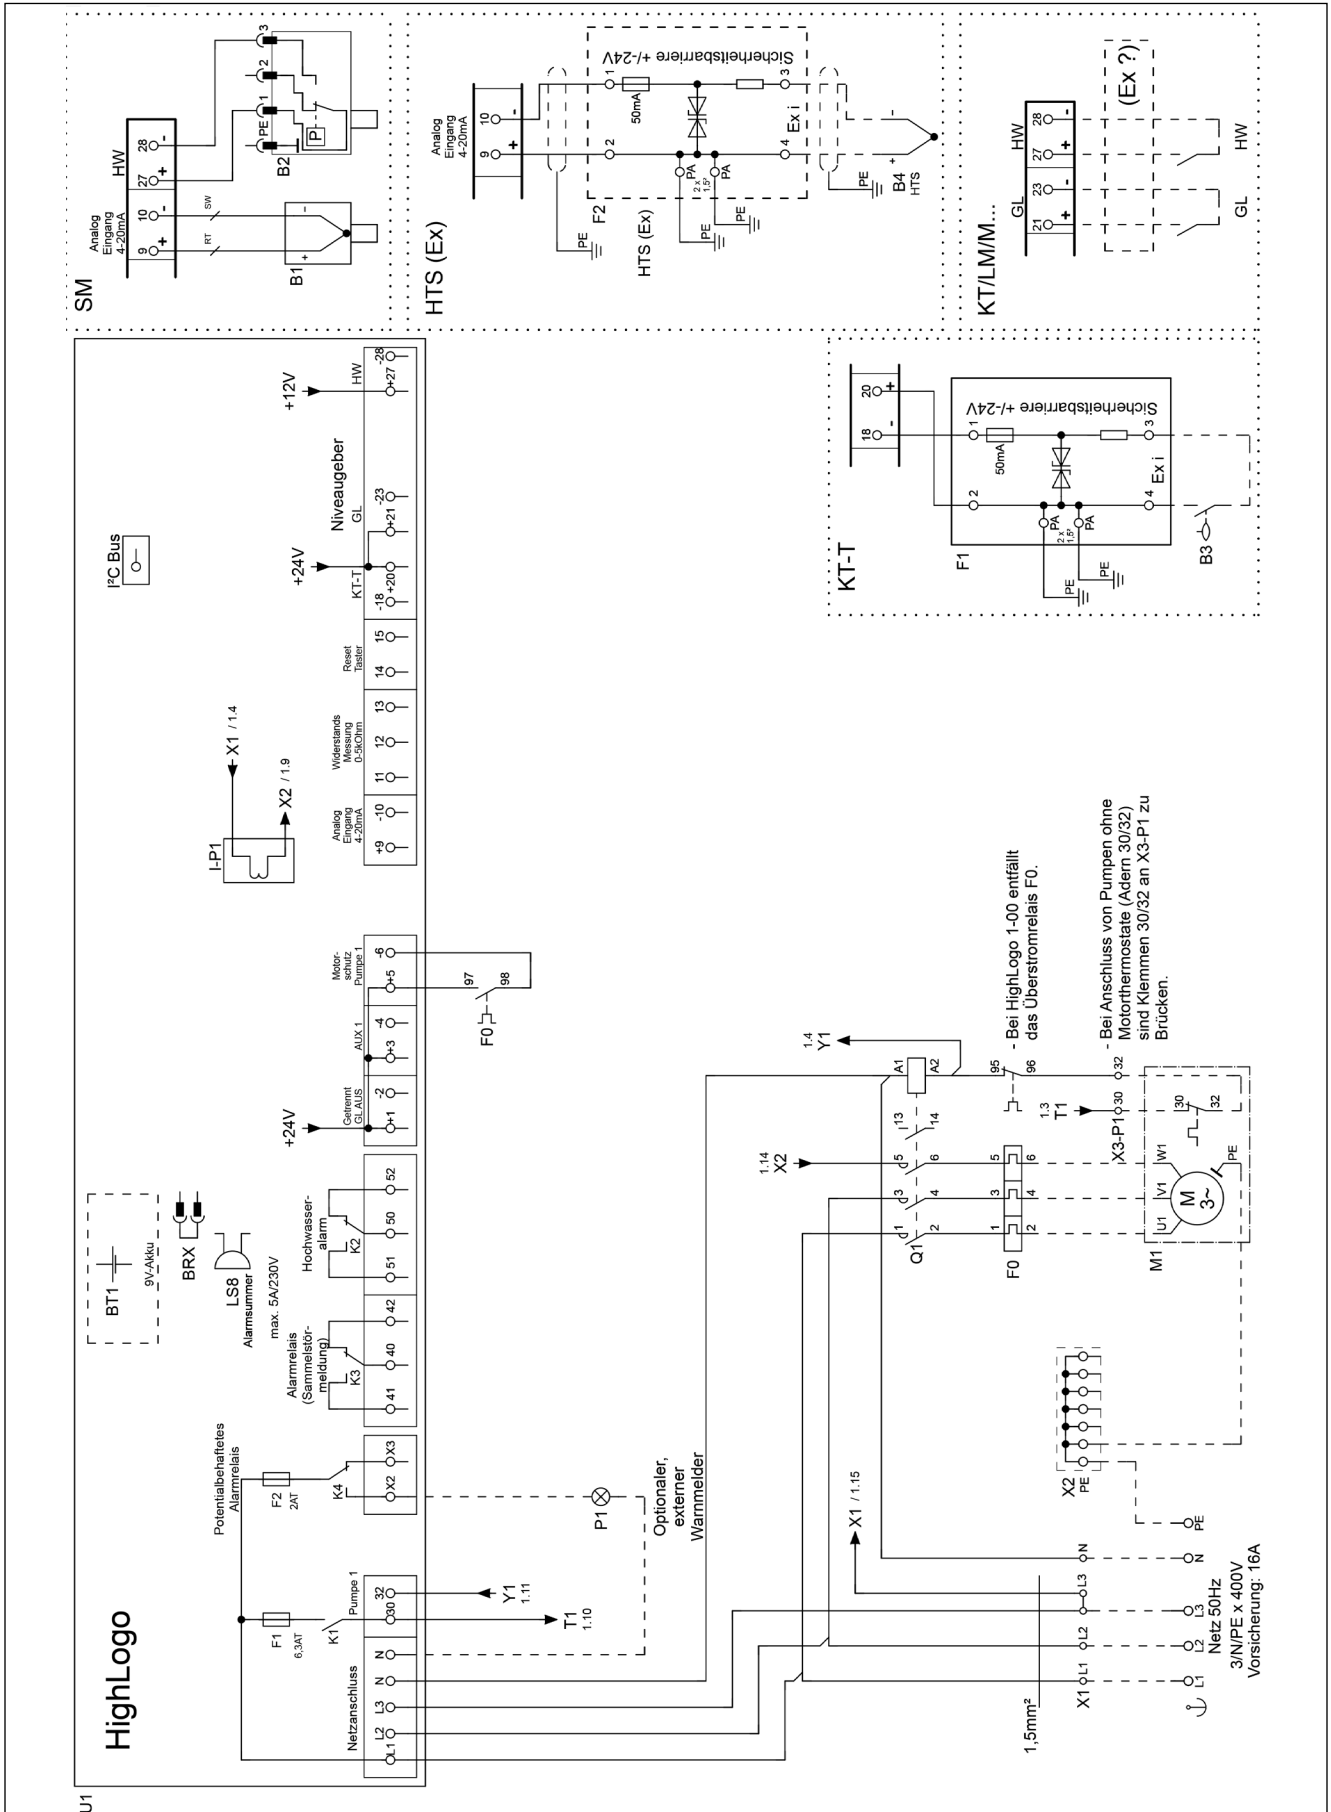 U1
HighLogo
BT1
9V-Akku
BRX
LS8
Alarmsummer
max. 5A/230V
I²C Bus
I-P1
X1 / 1.4
X2 / 1.9
Potentialbehaftetes
Alarmrelais
F1
6,3AT
K1
F2
2AT
K4
Alarmrelais
(Sammelstör-
meldung)
K3
Hochwasser-
alarm
K2
+24V
+24V
+12V
Niveaugeber
Netzanschluss
L1
L2
L3
N
N
Pumpe 1
30
32
X2
X3
41
40
42
51
50
52
Getrennt
GL AUS
+1
-2
AUX 1
+3
-4
Motor-
schutz
Pumpe 1
+5
-6
Analog
Eingang
4-20mA
+9
-10
Widerstands
Messung
0-5kOhm
11
12
13
Reset
Taster
14
15
KT-T
-18
+20
GL
+21
-23
HW
+27
-28
T1
1.10
Y1
1.11
P1
Optionaler,
externer
Warnmelder
F0
97
98
1,5mm²
X1
L1
L2
L3
N
X1 / 1.15
L1
L2
L3
N
PE
Netz 50Hz
3/N/PE x 400V
Vorsicherung: 16A
X2
PE
Q1
1
2
3
4
5
6
13
14
A1
A2
1.14
X2
1.4
Y1
F0
1
2
3
4
5
6
95
96
1.3
T1
X3-P1
30
32
M1
U1
V1
W1
M
3~
PE
30
32
- Bei HighLogo 1-00 entfällt
das Überstromrelais F0.
- Bei Anschluss von Pumpen ohne
Motorthermostate (Adern 30/32)
sind Klemmen 30/32 an X3-P1 zu
Brücken.
SM
Analog
Eingang
4-20mA
HW
9
+
10
-
27
+
28
-
RT
SW
B1
+
-
B2
PE
1
2
3
P
HTS (Ex)
Analog
Eingang
4-20mA
9
+
10
-
PE
F2
HTS (Ex)
Sicherheitsbarriere +/-24V
1
2
50mA
3
4
Ex i
PA
2 x
1,5²
PA
PE
PE
PE
B4
HTS
+
-
KT/LM/M...
GL
HW
21
+
23
-
27
+
28
-
(Ex ?)
GL
HW
KT-T
18
-
20
+
F1
Sicherheitsbarriere +/-24V
1
2
50mA
3
4
Ex i
PA
2 x
1,5²
PA
PE
PE
B3